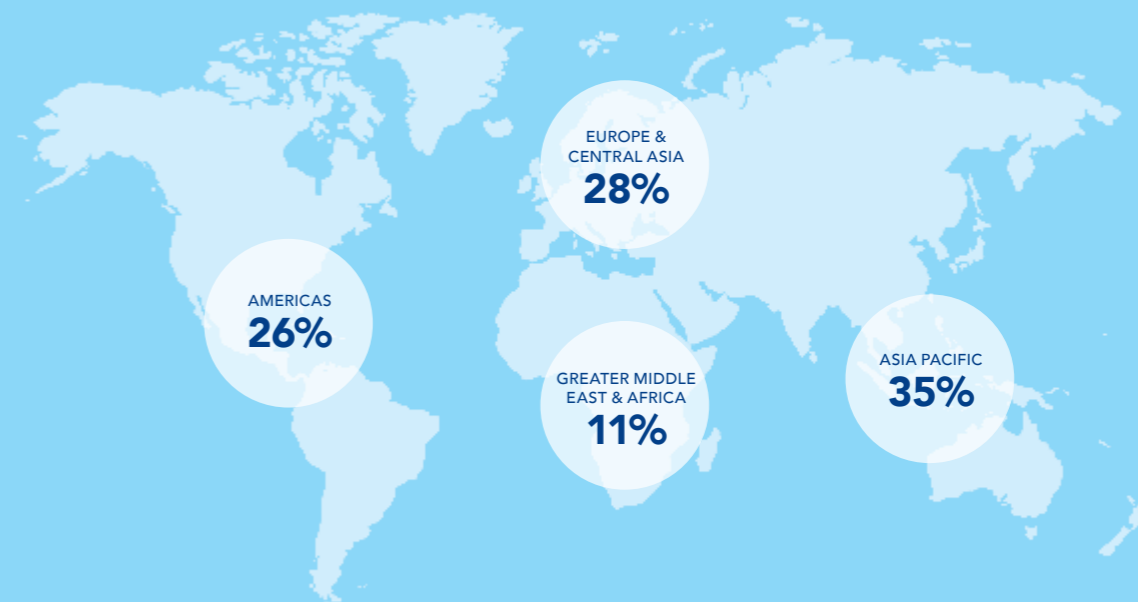 EUROPE &
CENTRAL ASIA
28%
AMERICAS
26%
GREATER MIDDLE
EAST & AFRICA
11%
ASIA PACIFIC
35%